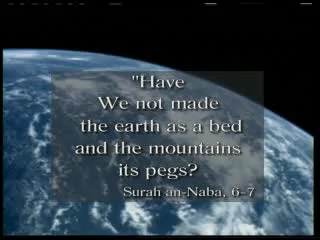 "Have
We not made
the earth as a bed
and the mountains
its pegs?
Surah an-Naba, 6-7